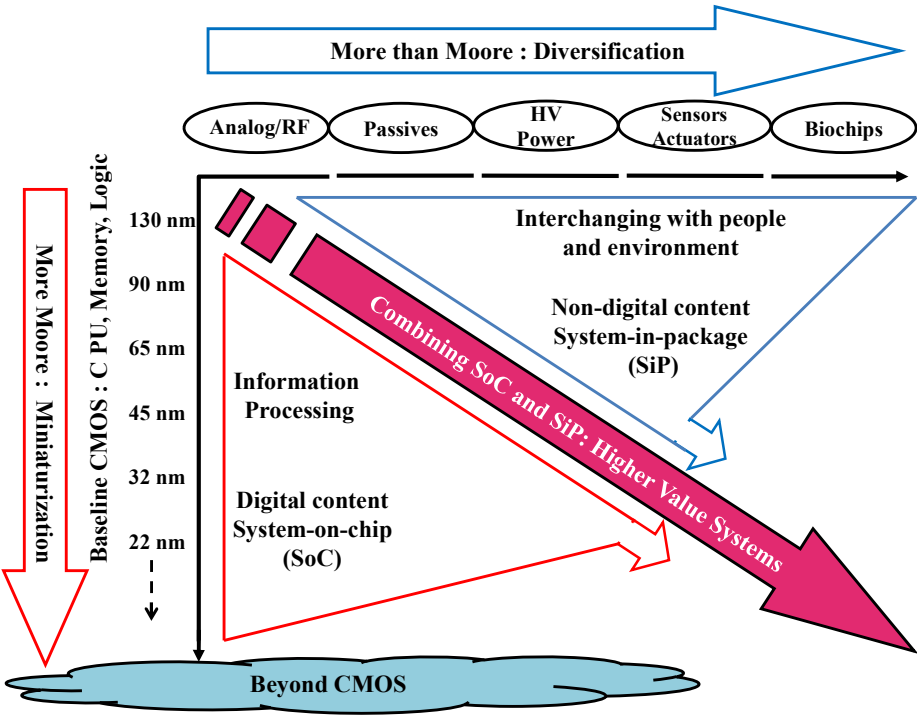 More than Moore : Diversification
Analog/RF
Passives
HV
Power
Sensors
Actuators
Biochips
More Moore : Miniaturization
Baseline CMOS : C PU, Memory, Logic
130 nm
90 nm
65 nm
45 nm
32 nm
22 nm
Interchanging with people
and environment
Non-digital content
System-in-package
(SiP)
Combining SoC and SiP: Higher Value Systems
Information
Processing
Digital content
System-on-chip
(SoC)
Beyond CMOS